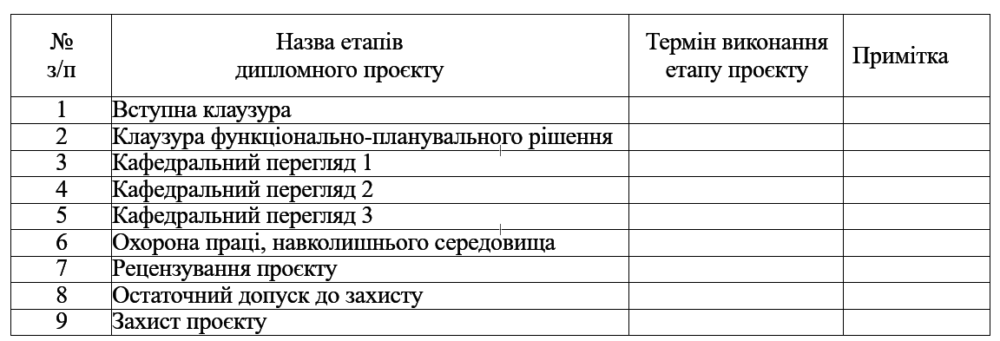 №
з/п
Назва етапів
дипломного проєкту
Термін виконання
етапу проєкту
Примітка
1 Вступна клаузура
2 Клаузура функціонально-планувального рішення
3 Кафедральний перегляд 1
4 Кафедральний перегляд 2
5 Кафедральний перегляд 3
6 Охорона праці, навколишнього середовища
7 Рецензування проєкту
8 Остаточний допуск до захисту
9 Захист проєкту